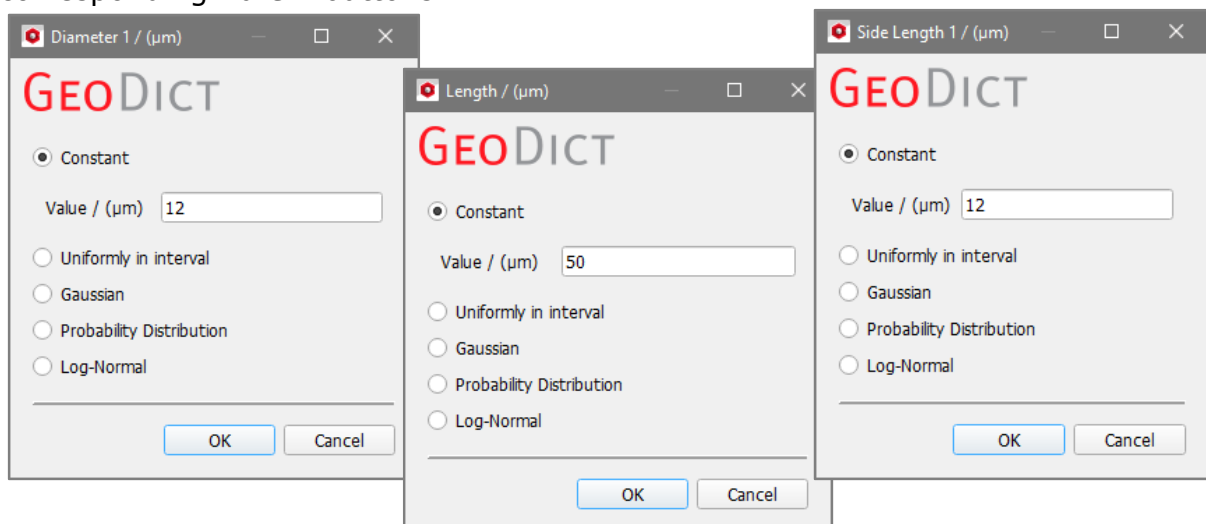 Diameter 1 / (µm)
GEODICT
Constant
Value / (µm) 12
Uniformly in interval
Gaussian
Probability Distribution
Log-Normal
OK Cancel
Length / (µm)
GEODICT
Constant
Value / (µm) 50
Uniformly in interval
Gaussian
Probability Distribution
Log-Normal
OK Cancel
Side Length 1 / (µm)
GEODICT
Constant
Value / (µm) 12
Uniformly in interval
Gaussian
Probability Distribution
Log-Normal
OK Cancel